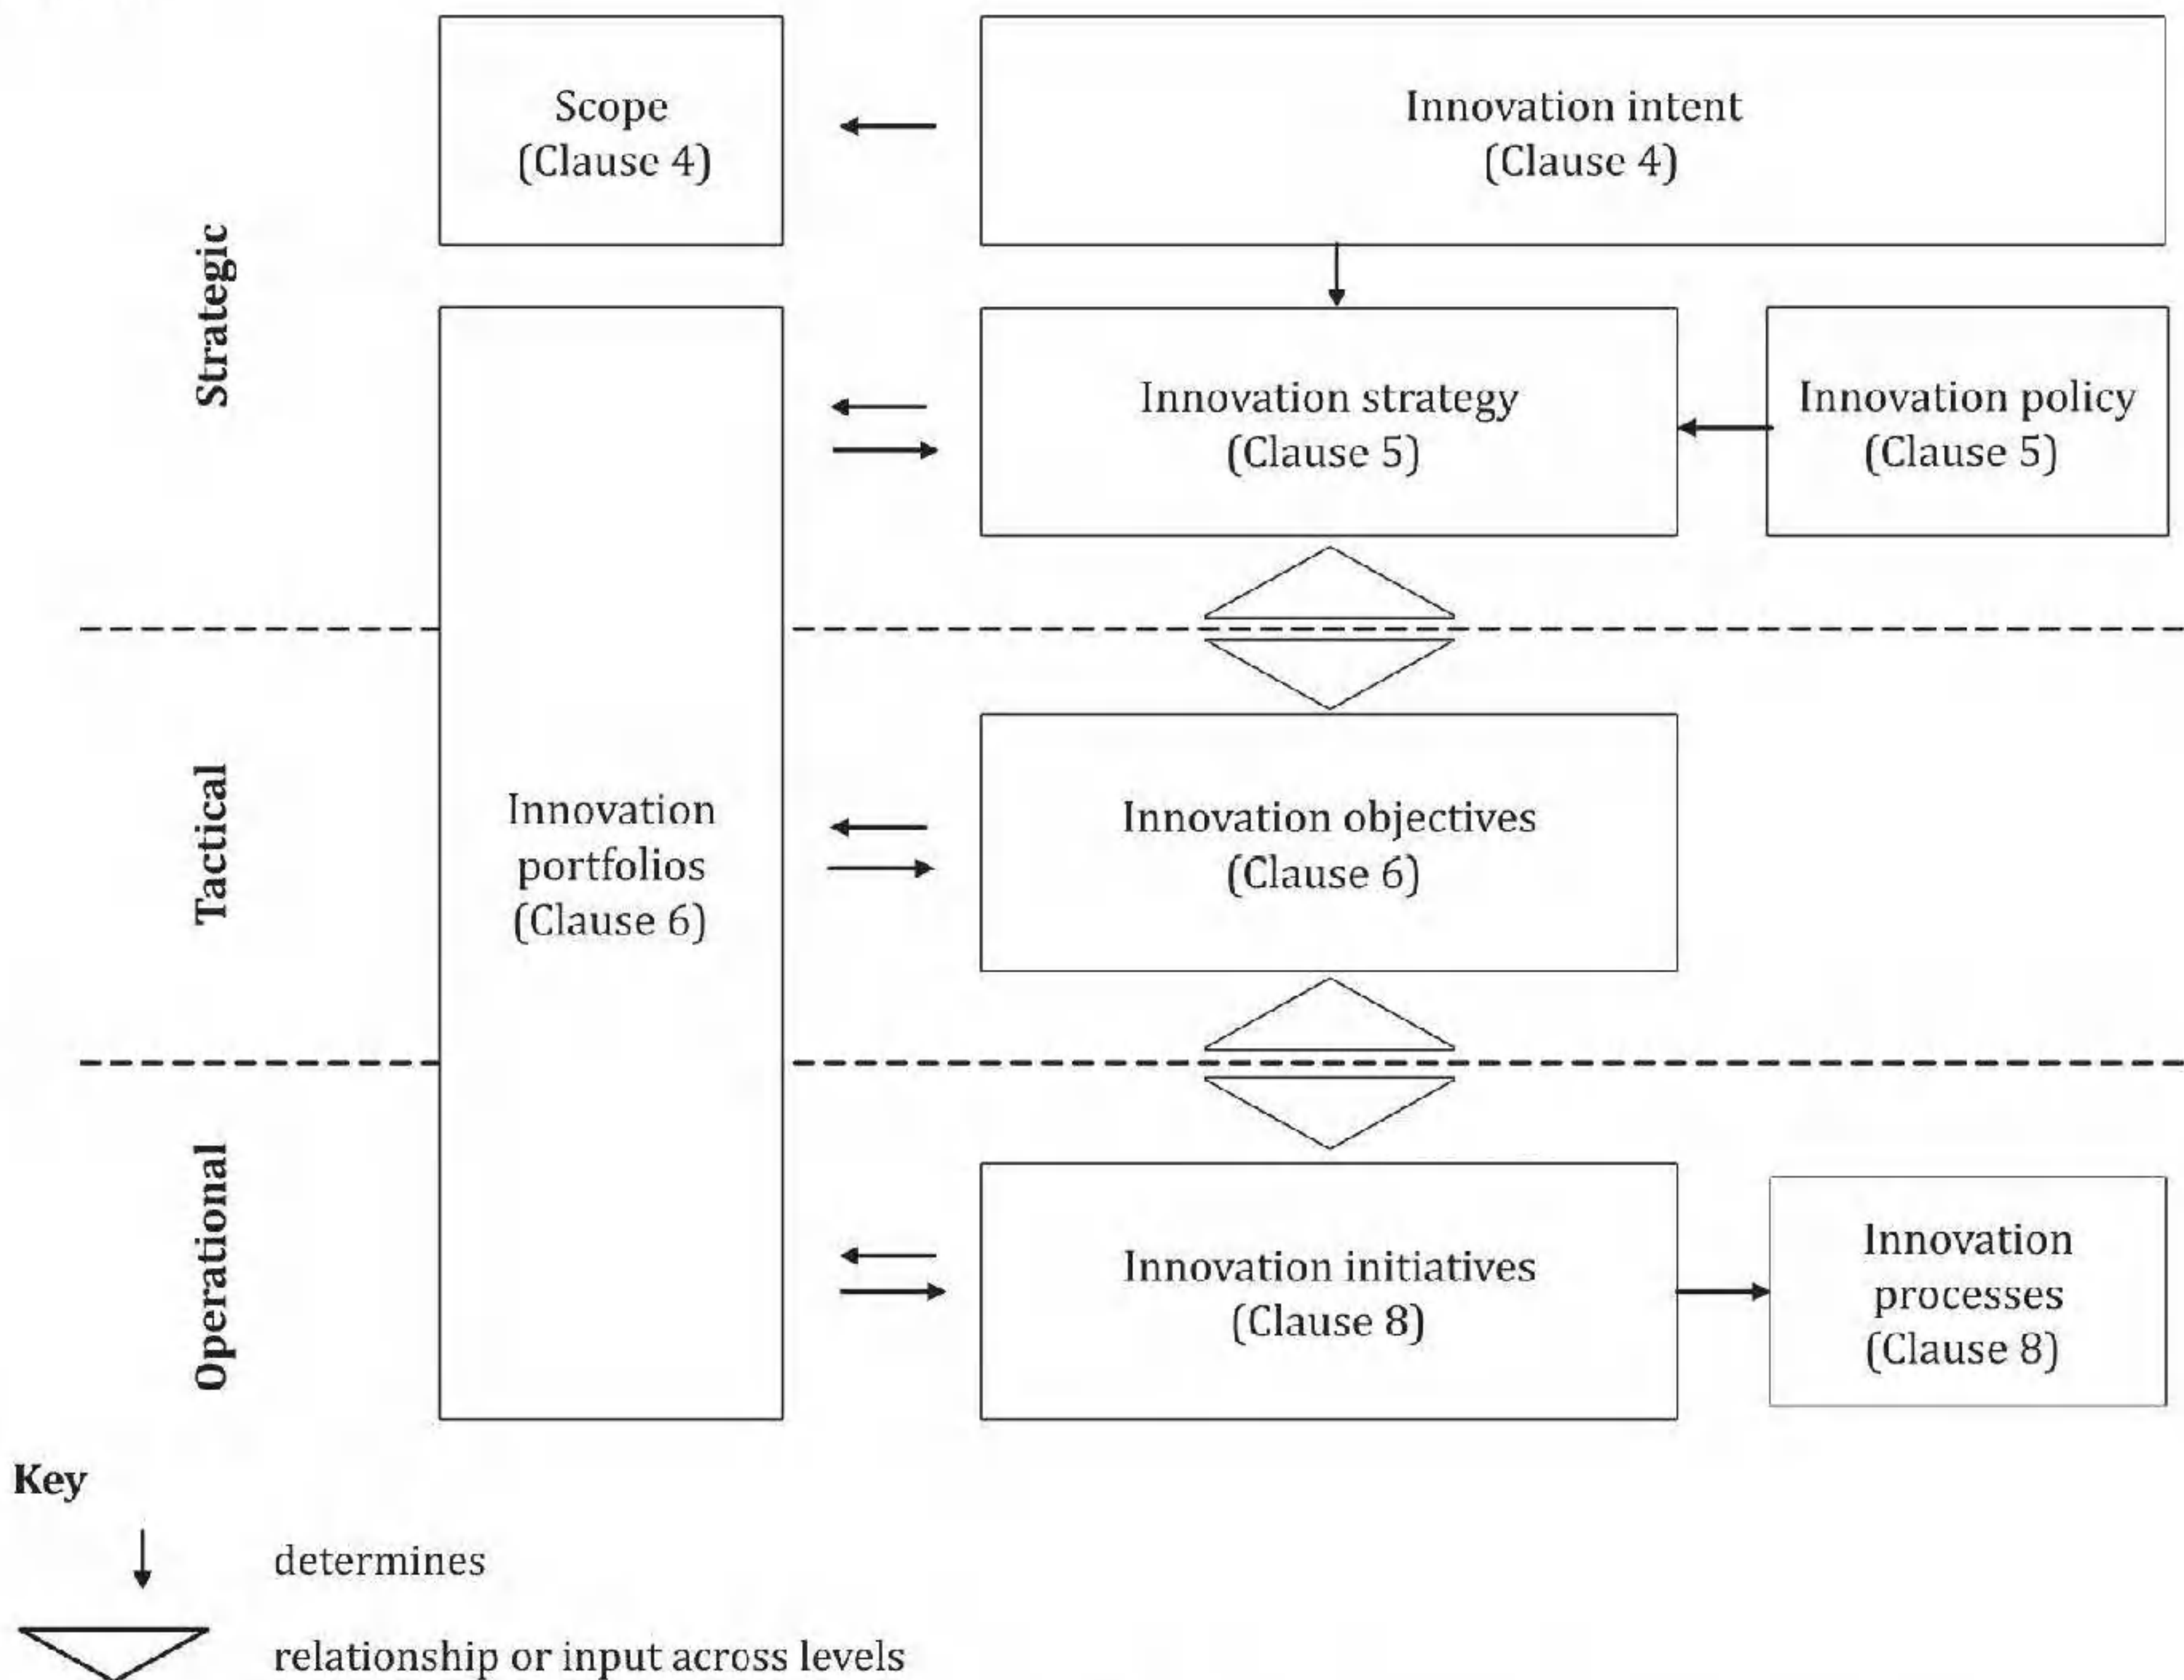 Strategic
Scope
(Clause 4)
Innovation intent
(Clause 4)
Innovation strategy
(Clause 5)
Innovation policy
(Clause 5)
Tactical
Innovation
portfolios
(Clause 6)
Innovation objectives
(Clause 6)
Operational
Innovation initiatives
(Clause 8)
Innovation
processes
(Clause 8)
Key
determines
relationship or input across levels